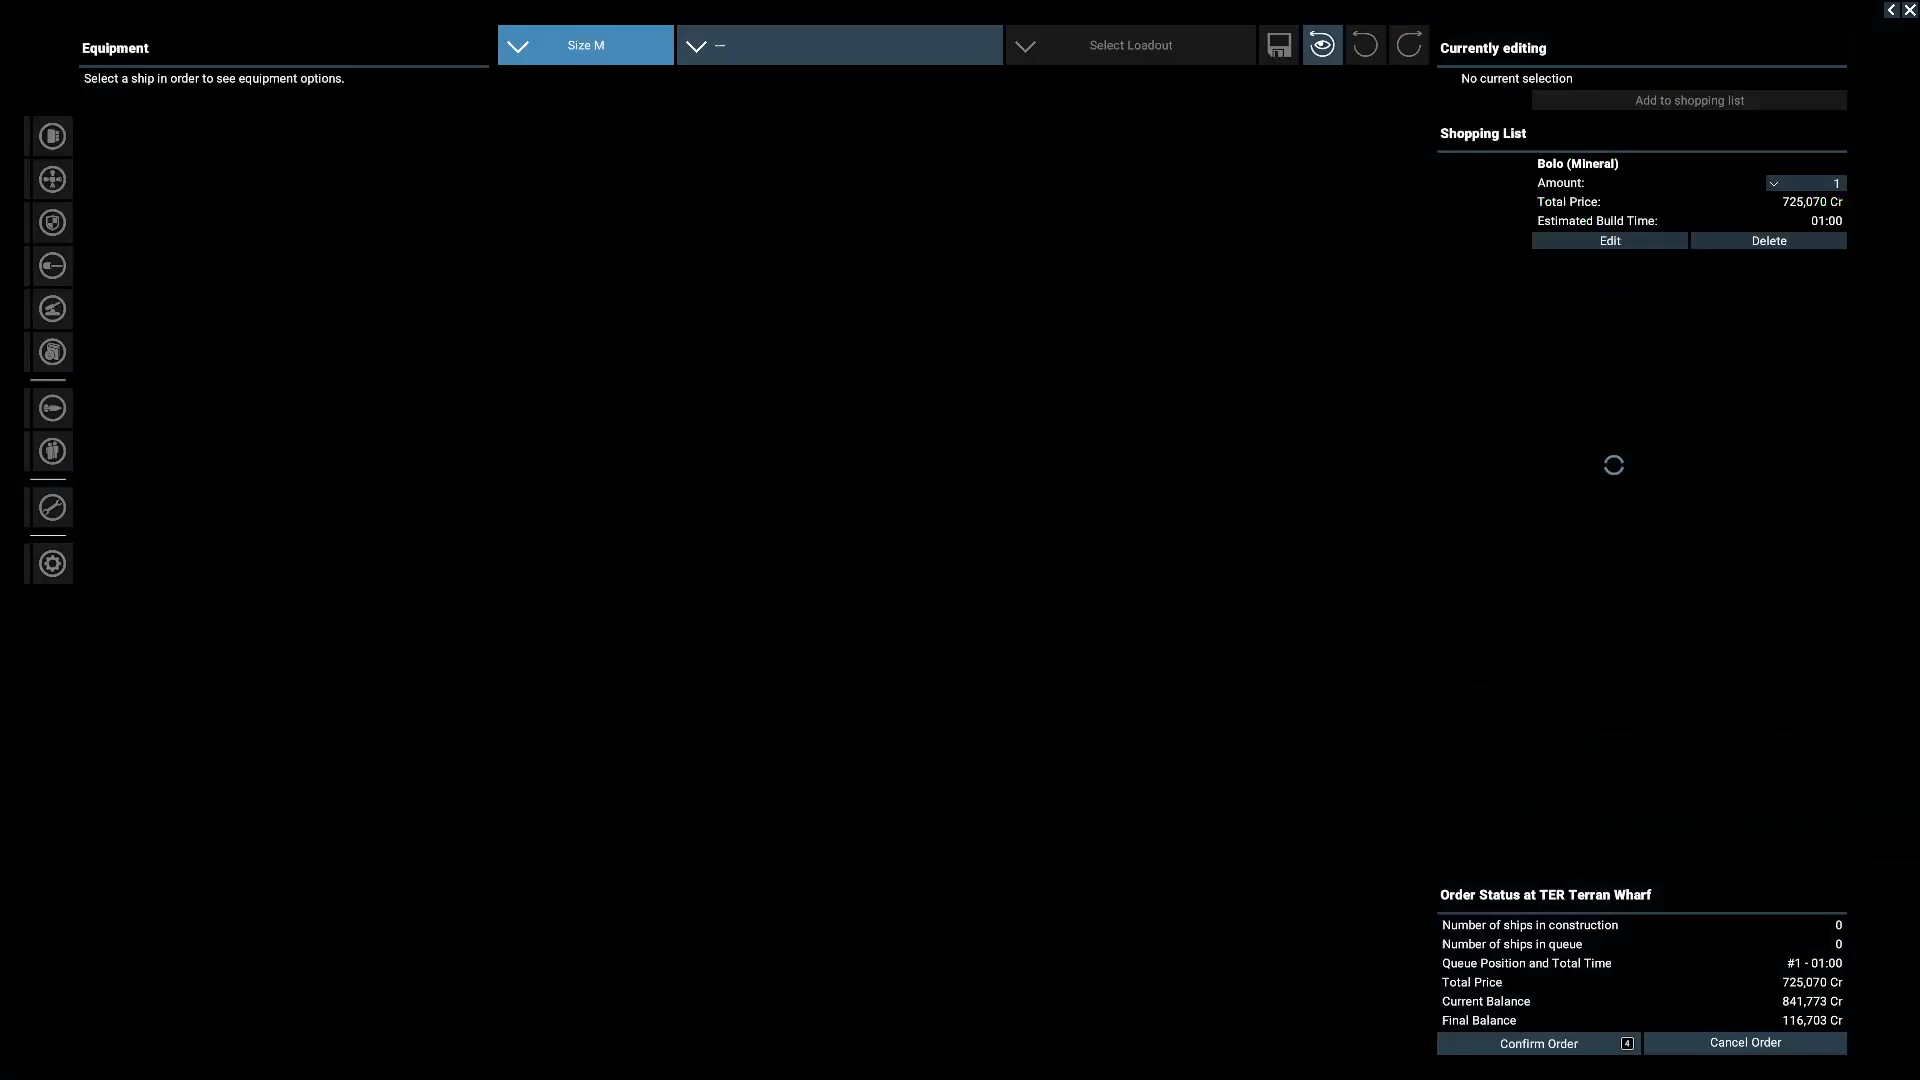 Equipment
Select a ship in order to see equipment options.
Size M
---
Select Loadout
Currently editing
No current selection
Add to shopping list
Shopping List
Bolo (Mineral)
Amount: 1
Total Price: 725,070 Cr
Estimated Build Time: 01:00
Edit Delete
Order Status at TER Terran Wharf
Number of ships in construction 0
Number of ships in queue 0
Queue Position and Total Time #1 - 01:00
Total Price 725,070 Cr
Current Balance 841,773 Cr
Final Balance 116,703 Cr
Confirm Order 4 Cancel Order